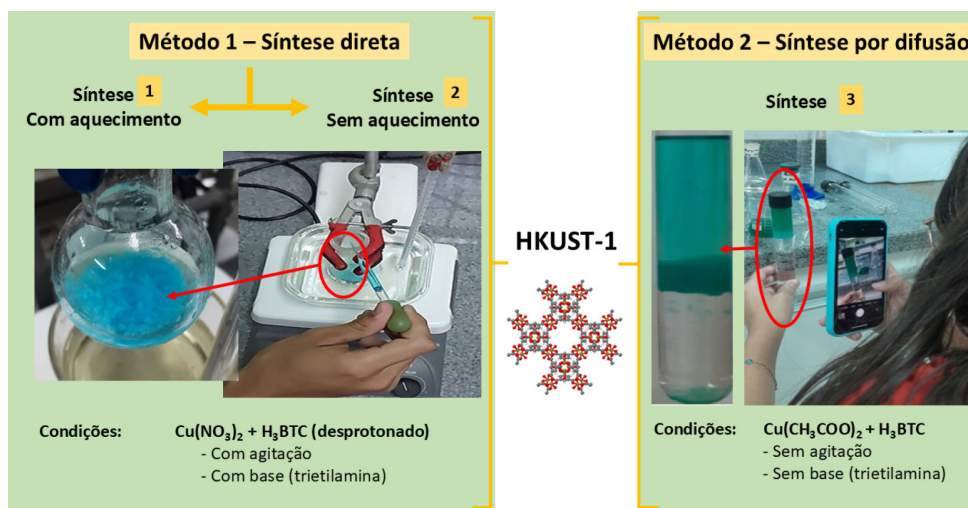 Método 1 – Síntese direta
Síntese 1
Com aquecimento
Síntese 2
Sem aquecimento
Condições: Cu(NO₃)₂ + H₃BTC (desprotonado)
- Com agitação
- Com base (trietilamina)
HKUST-1
Método 2 – Síntese por difusão
Síntese 3
Condições: Cu(CH₃COO)₂ + H₃BTC
- Sem agitação
- Sem base (trietilamina)